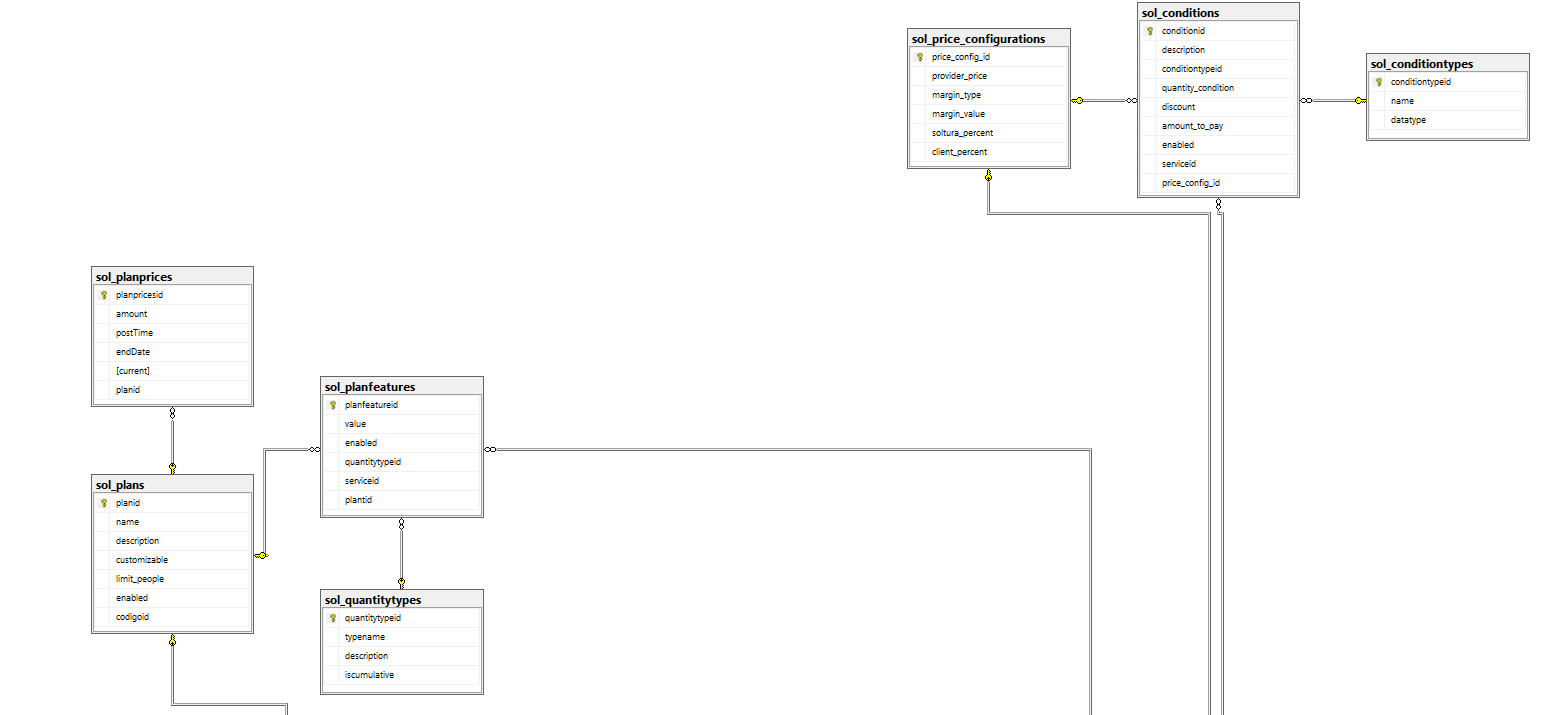 sol_conditions
conditionid
description
conditiontypeid
quantity_condition
discount
amount_to_pay
enabled
serviceid
price_config_id
sol_price_configurations
price_config_id
provider_price
margin_type
margin_value
soltura_percent
client_percent
sol_conditiontypes
conditiontypeid
name
datatype
sol_planprices
planpricesid
amount
postTime
endDate
[current]
planid
sol_planfeatures
planfeatureid
value
enabled
quantitytypeid
serviceid
plantid
sol_plans
planid
name
description
customizable
limit_people
enabled
codigoid
sol_quantitytypes
quantitytypeid
typename
description
iscumulative